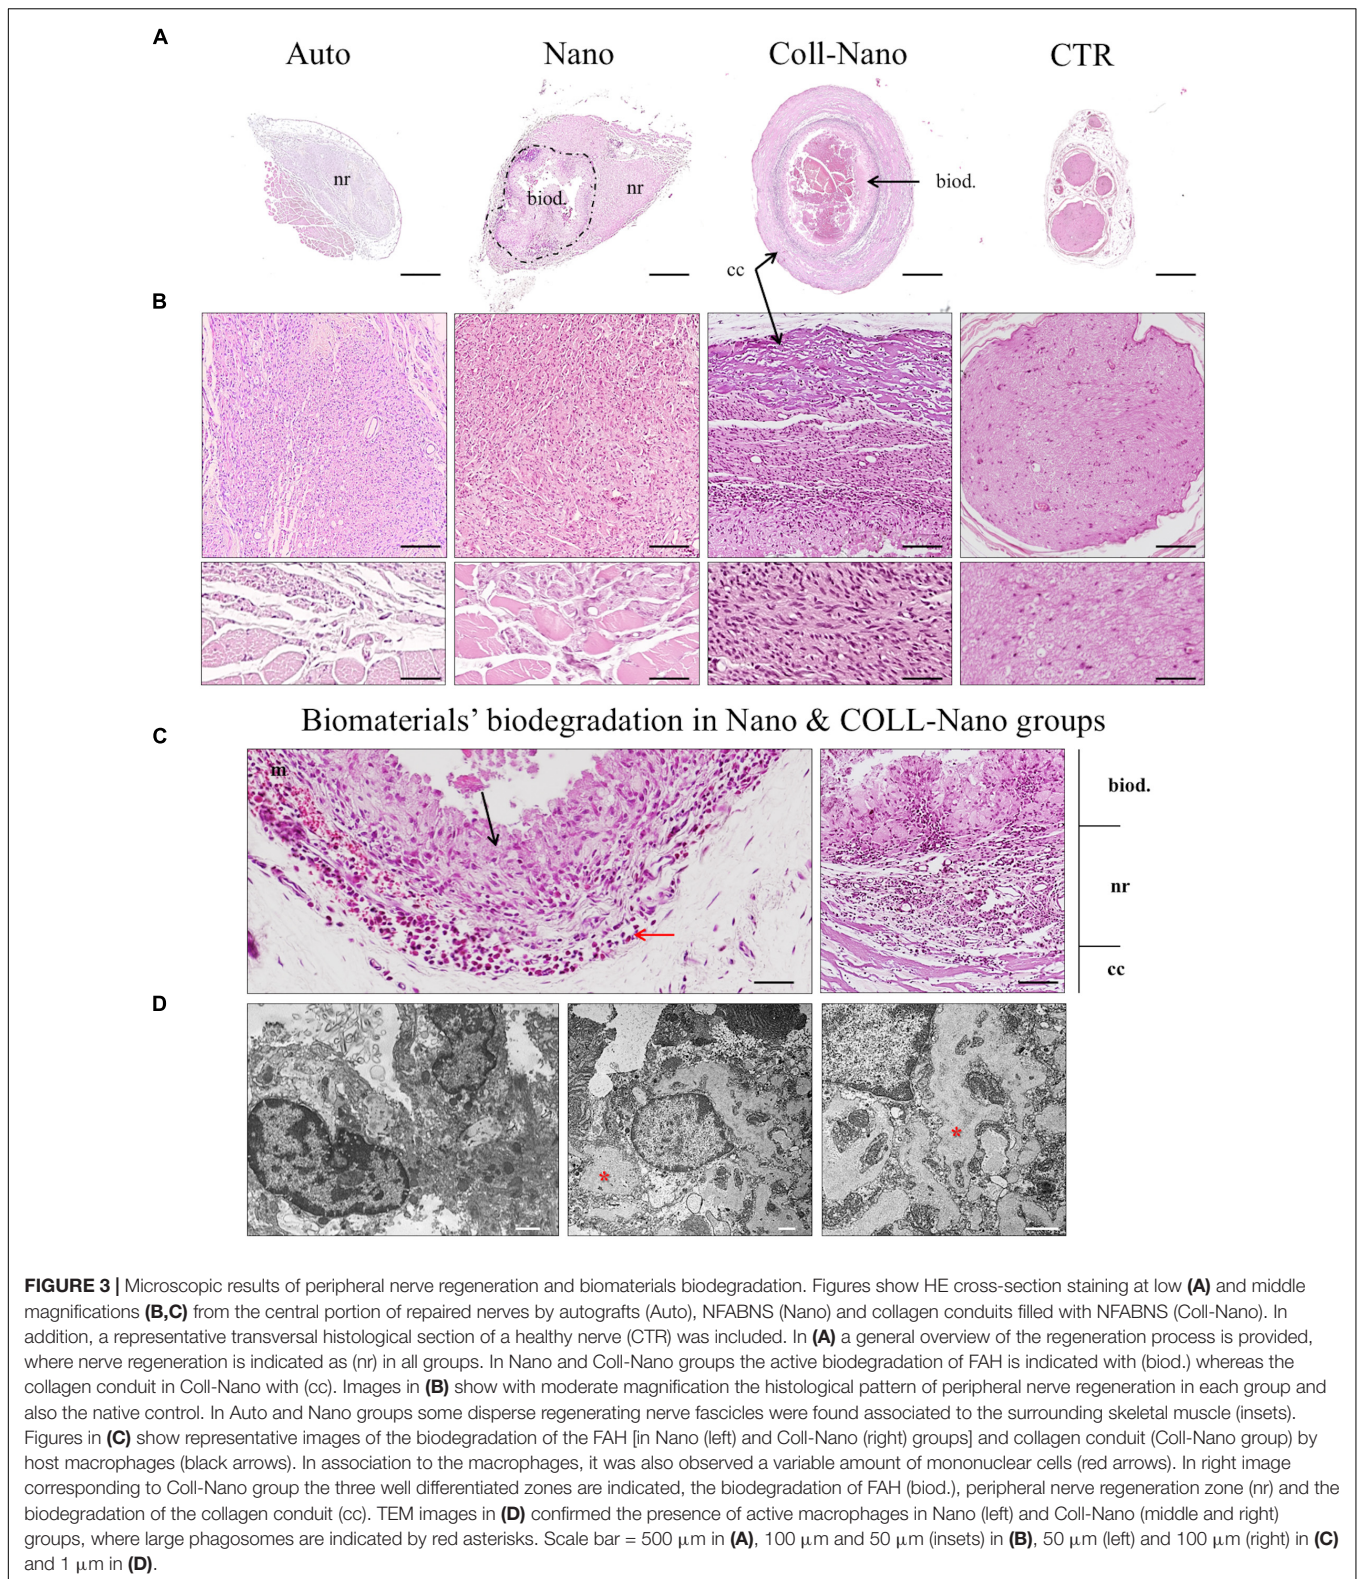 A
Auto
Nano
Coll-Nano
CTR
nr
biod.
nr
biod.
cc
B
Biomaterials’ biodegradation in Nano & COLL-Nano groups
C
m
biod.
nr
cc
D
*
*
FIGURE 3 | Microscopic results of peripheral nerve regeneration and biomaterials biodegradation. Figures show HE cross-section staining at low (A) and middle
magnifications (B,C) from the central portion of repaired nerves by autografts (Auto), NFABNS (Nano) and collagen conduits filled with NFABNS (Coll-Nano). In
addition, a representative transversal histological section of a healthy nerve (CTR) was included. In (A) a general overview of the regeneration process is provided,
where nerve regeneration is indicated as (nr) in all groups. In Nano and Coll-Nano groups the active biodegradation of FAH is indicated with (biod.) whereas the
collagen conduit in Coll-Nano with (cc). Images in (B) show with moderate magnification the histological pattern of peripheral nerve regeneration in each group and
also the native control. In Auto and Nano groups some disperse regenerating nerve fascicles were found associated to the surrounding skeletal muscle (insets).
Figures in (C) show representative images of the biodegradation of the FAH [in Nano (left) and Coll-Nano (right) groups] and collagen conduit (Coll-Nano group) by
host macrophages (black arrows). In association to the macrophages, it was also observed a variable amount of mononuclear cells (red arrows). In right image
corresponding to Coll-Nano group the three well differentiated zones are indicated, the biodegradation of FAH (biod.), peripheral nerve regeneration zone (nr) and the
biodegradation of the collagen conduit (cc). TEM images in (D) confirmed the presence of active macrophages in Nano (left) and Coll-Nano (middle and right)
groups, where large phagosomes are indicated by red asterisks. Scale bar = 500 μm in (A), 100 μm and 50 μm (insets) in (B), 50 μm (left) and 100 μm (right) in (C)
and 1 μm in (D).